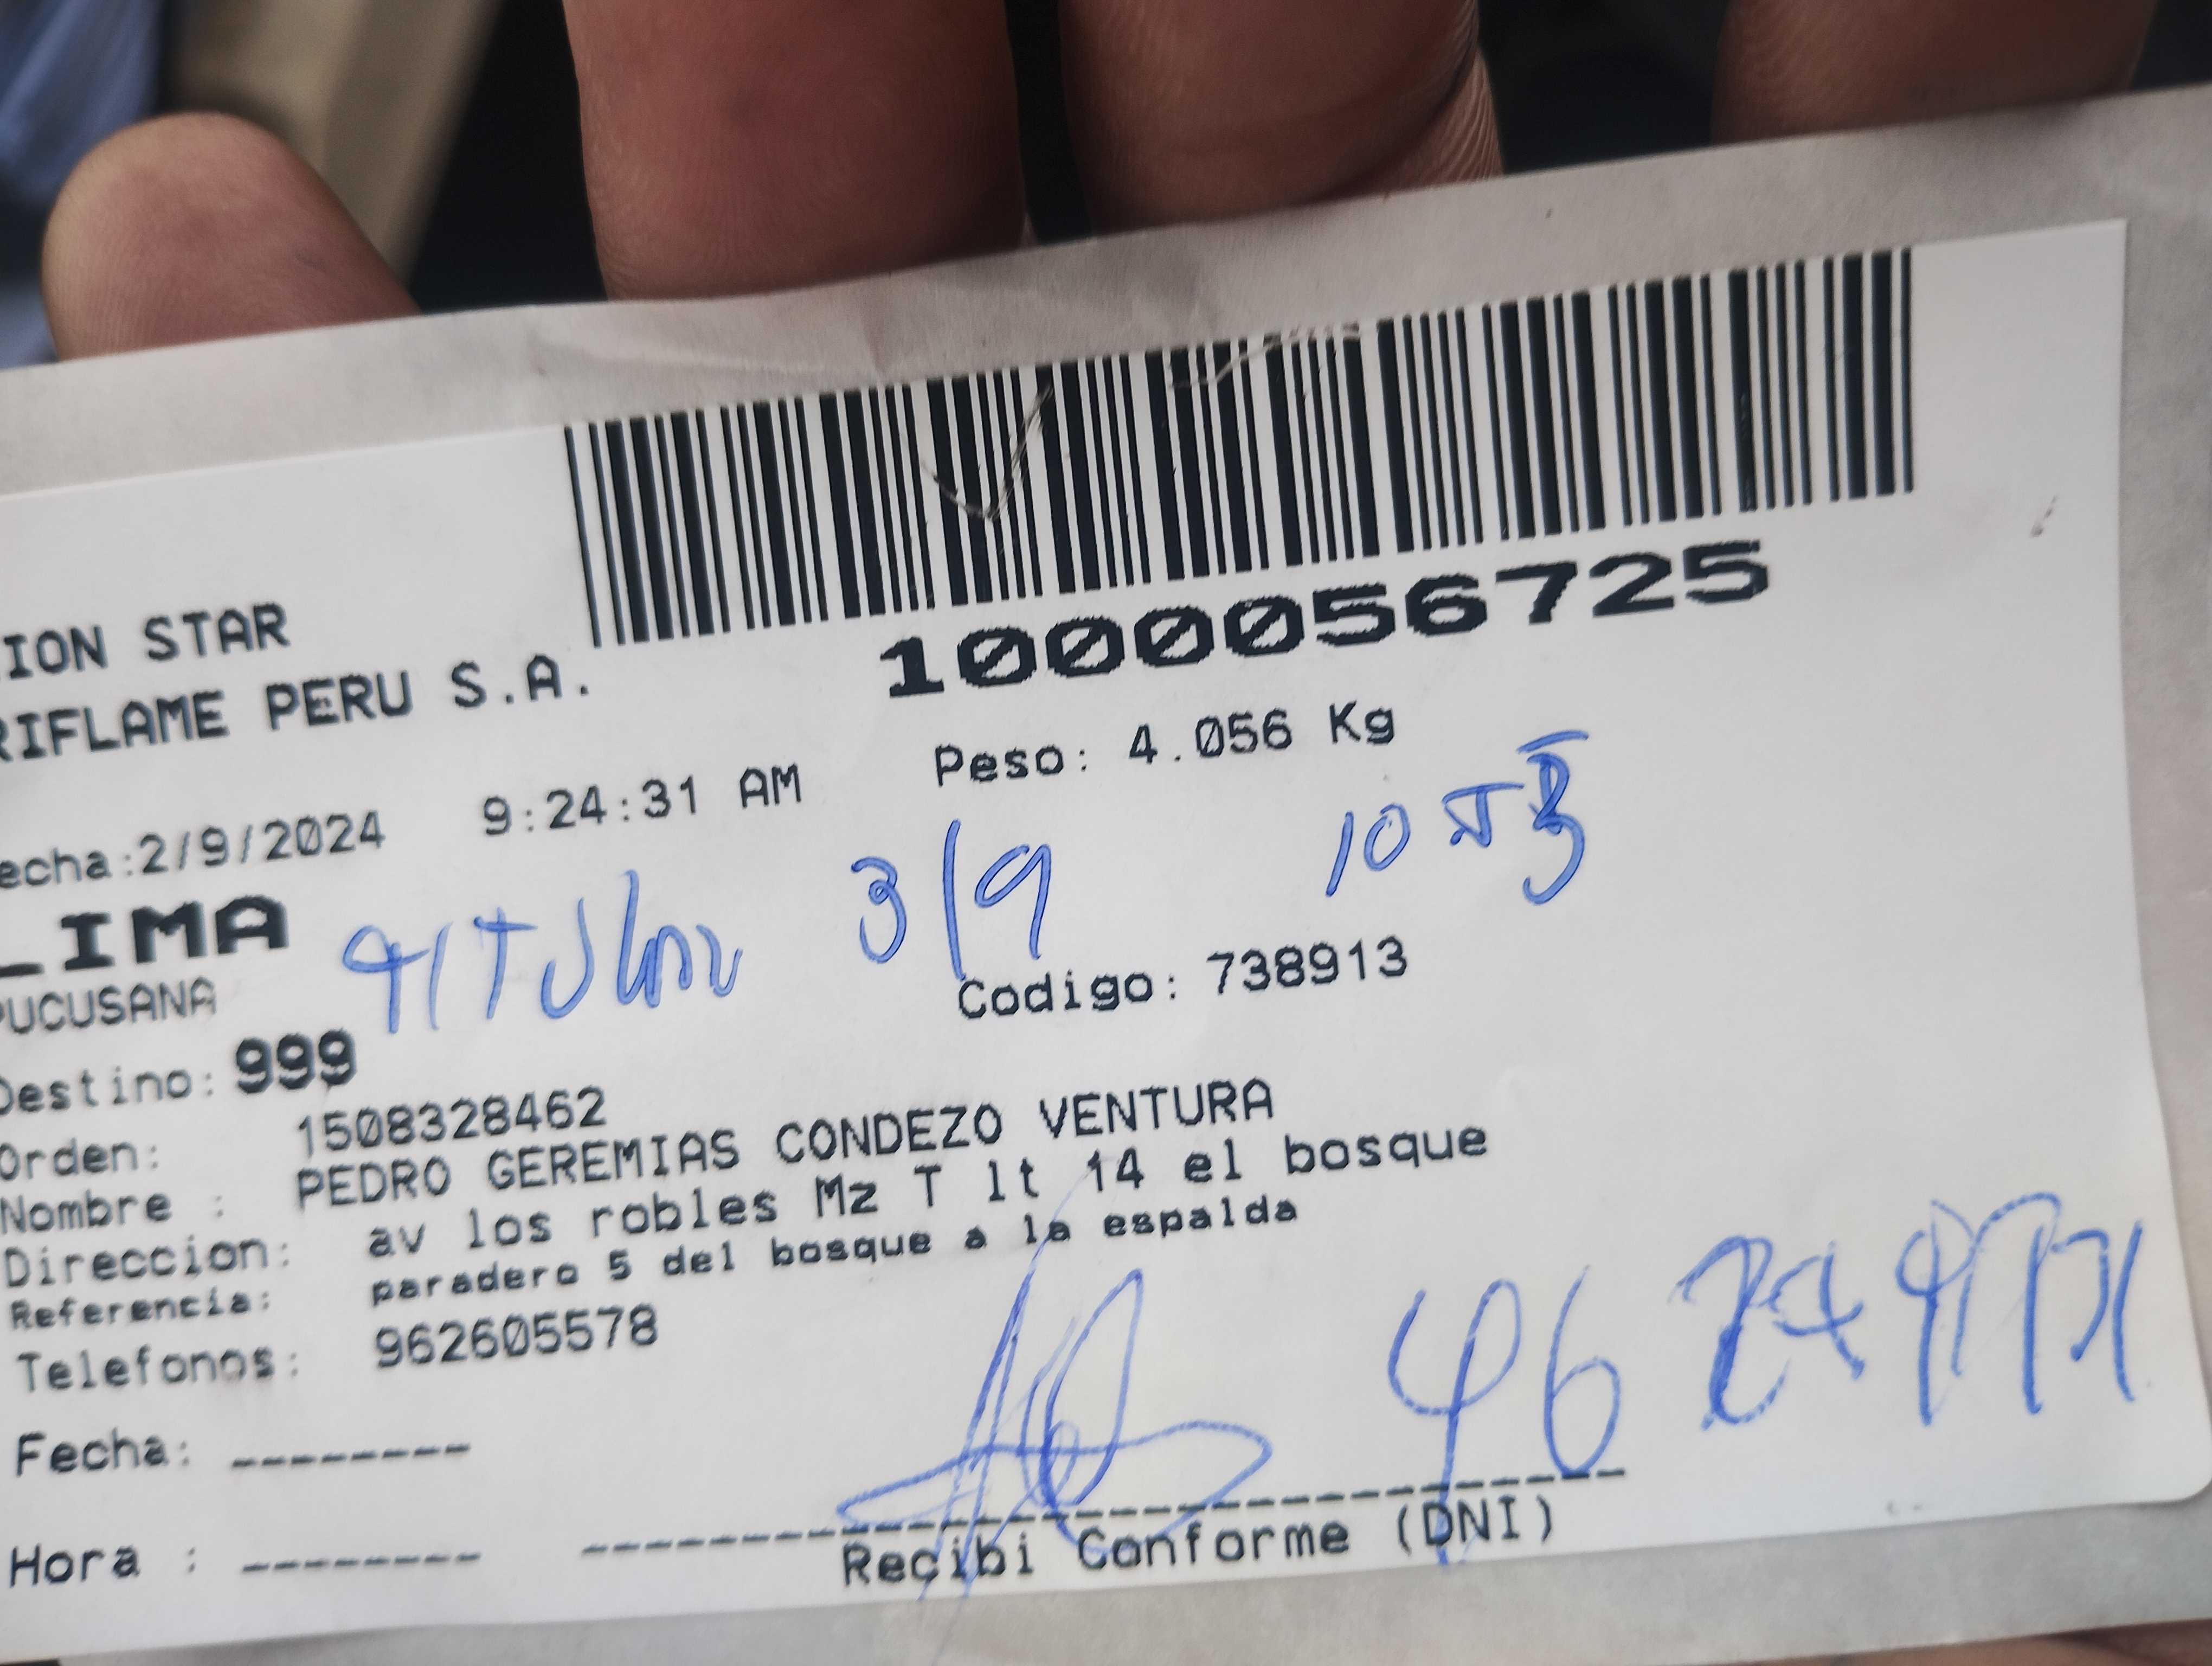 1000056725
ION STAR
RIFLAME PERU S.A.
Peso: 4.056 Kg
echa:2/9/2024 9:24:31 AM
LIMA
TITULAR 3/9 10
PUCUSANA
Codigo: 738913
Destino: 999
Orden: 1508328462
Nombre : PEDRO GEREMIAS CONDEZO VENTURA
Direccion: av los robles Mz T lt 14 el bosque
Referencia: paradero 5 del bosque a la espalda
Telefonos: 962605578
Fecha: --------
Hora : --------
Recibi Conforme (DNI)